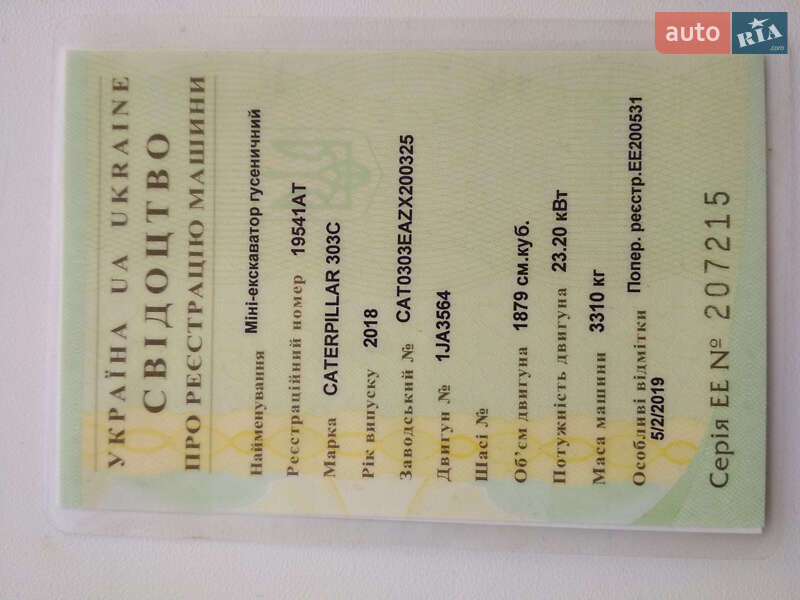 auto RIA.com
УКРАЇНА UA UKRAINE
СВІДОЦТВО
ПРО РЕЄСТРАЦІЮ МАШИНИ
Найменування Міні-екскаватор гусеничний
Реєстраційний номер 19541АТ
Марка CATERPILLAR 303C
Рік випуску 2018
Заводський № CAT0303EAZX200325
Двигун № 1JA3564
Шасі №
Об’єм двигуна 1879 см.куб.
Потужність двигуна 23.20 кВт
Маса машини 3310 кг
Особливі відмітки Попер. реєстр.ЕЕ200531
5/2/2019
Серія ЕЕ № 207215